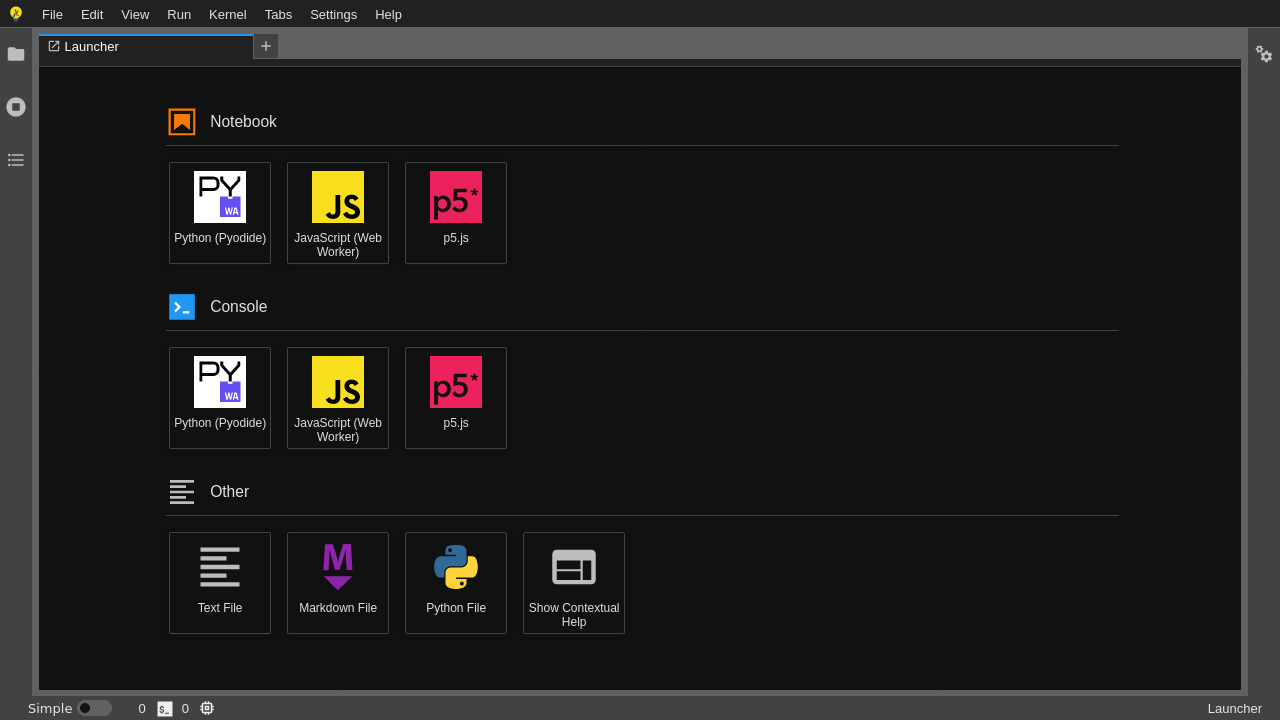 File Edit View Run Kernel Tabs Settings Help
Launcher
Notebook
PY WA
JS
p5*
Python (Pyodide)
JavaScript (Web
Worker)
p5.js
Console
PY WA
JS
p5*
Python (Pyodide)
JavaScript (Web
Worker)
p5.js
Other
M
Text File
Markdown File
Python File
Show Contextual
Help
Simple 0 $_ 0 Launcher